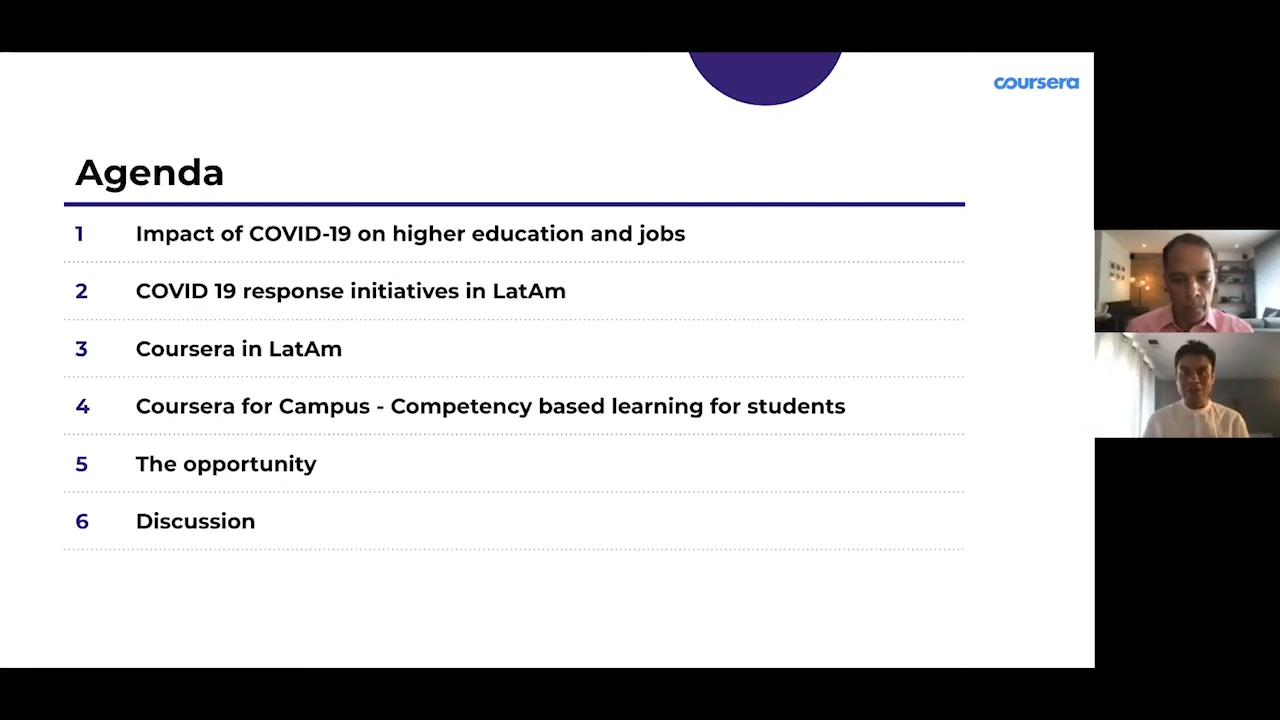 coursera
Agenda
1 Impact of COVID-19 on higher education and jobs
2 COVID 19 response initiatives in LatAm
3 Coursera in LatAm
4 Coursera for Campus - Competency based learning for students
5 The opportunity
6 Discussion